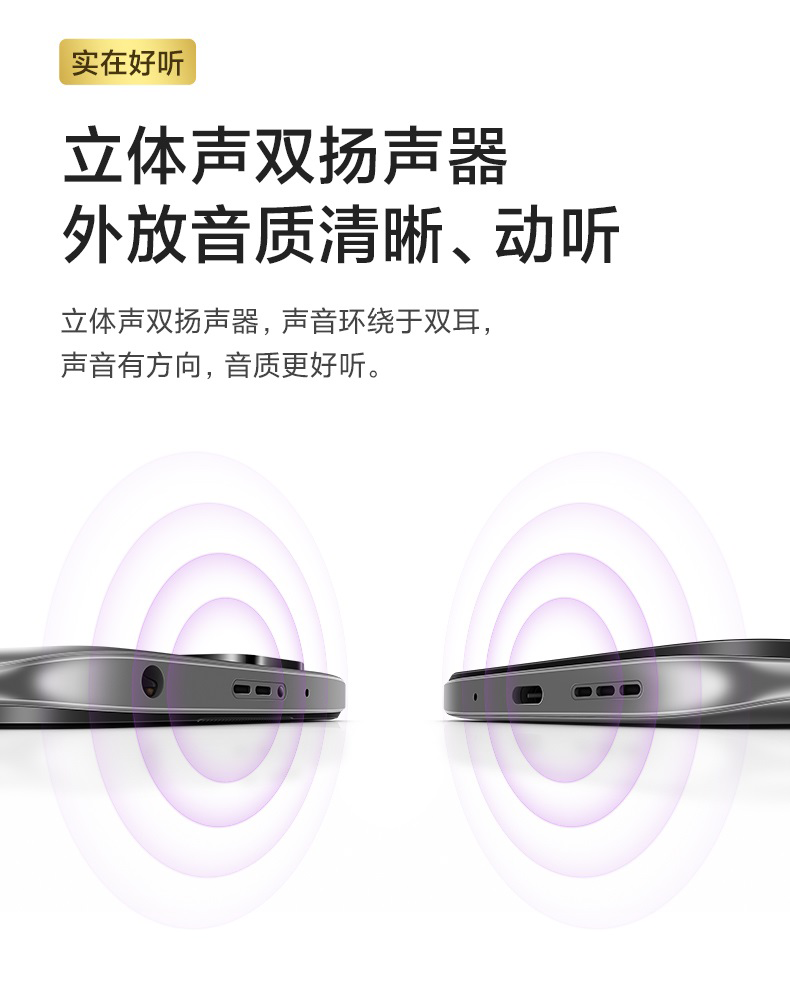 实在好听
立体声双扬声器
外放音质清晰、动听
立体声双扬声器，声音环绕于双耳，
声音有方向，音质更好听。